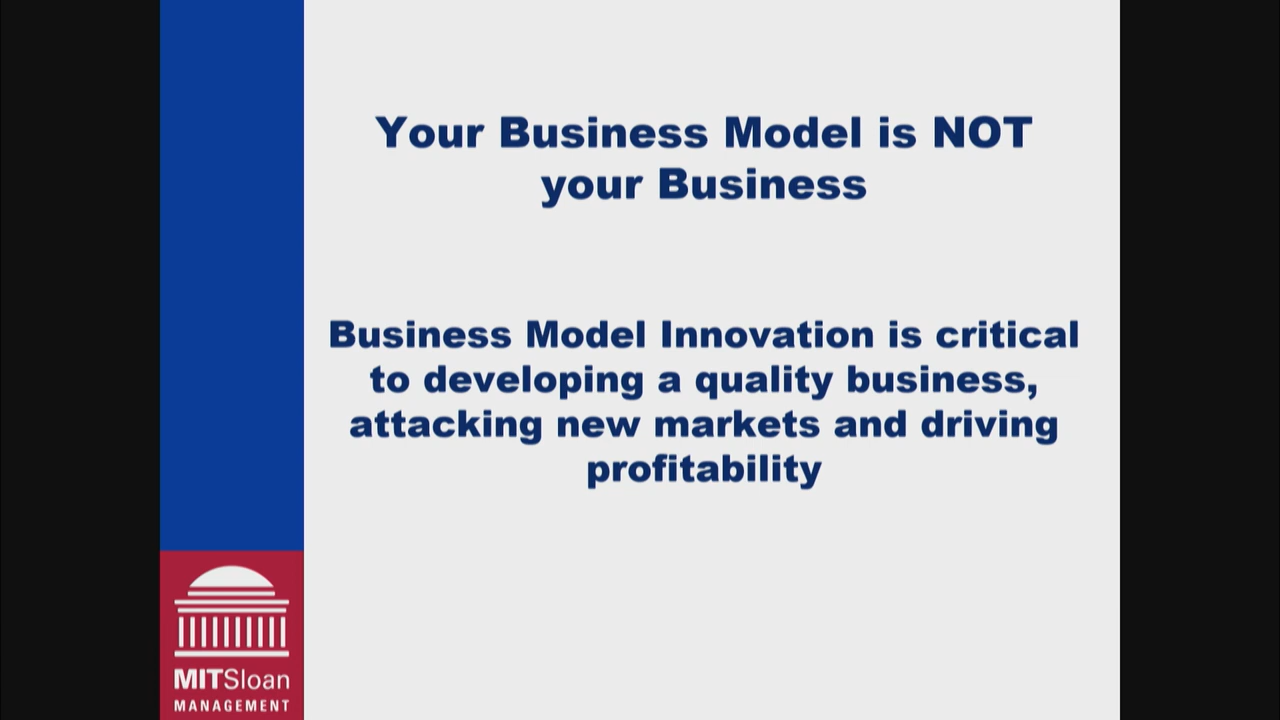 Your Business Model is NOT
your Business
Business Model Innovation is critical
to developing a quality business,
attacking new markets and driving
profitability
MITSloan
MANAGEMENT